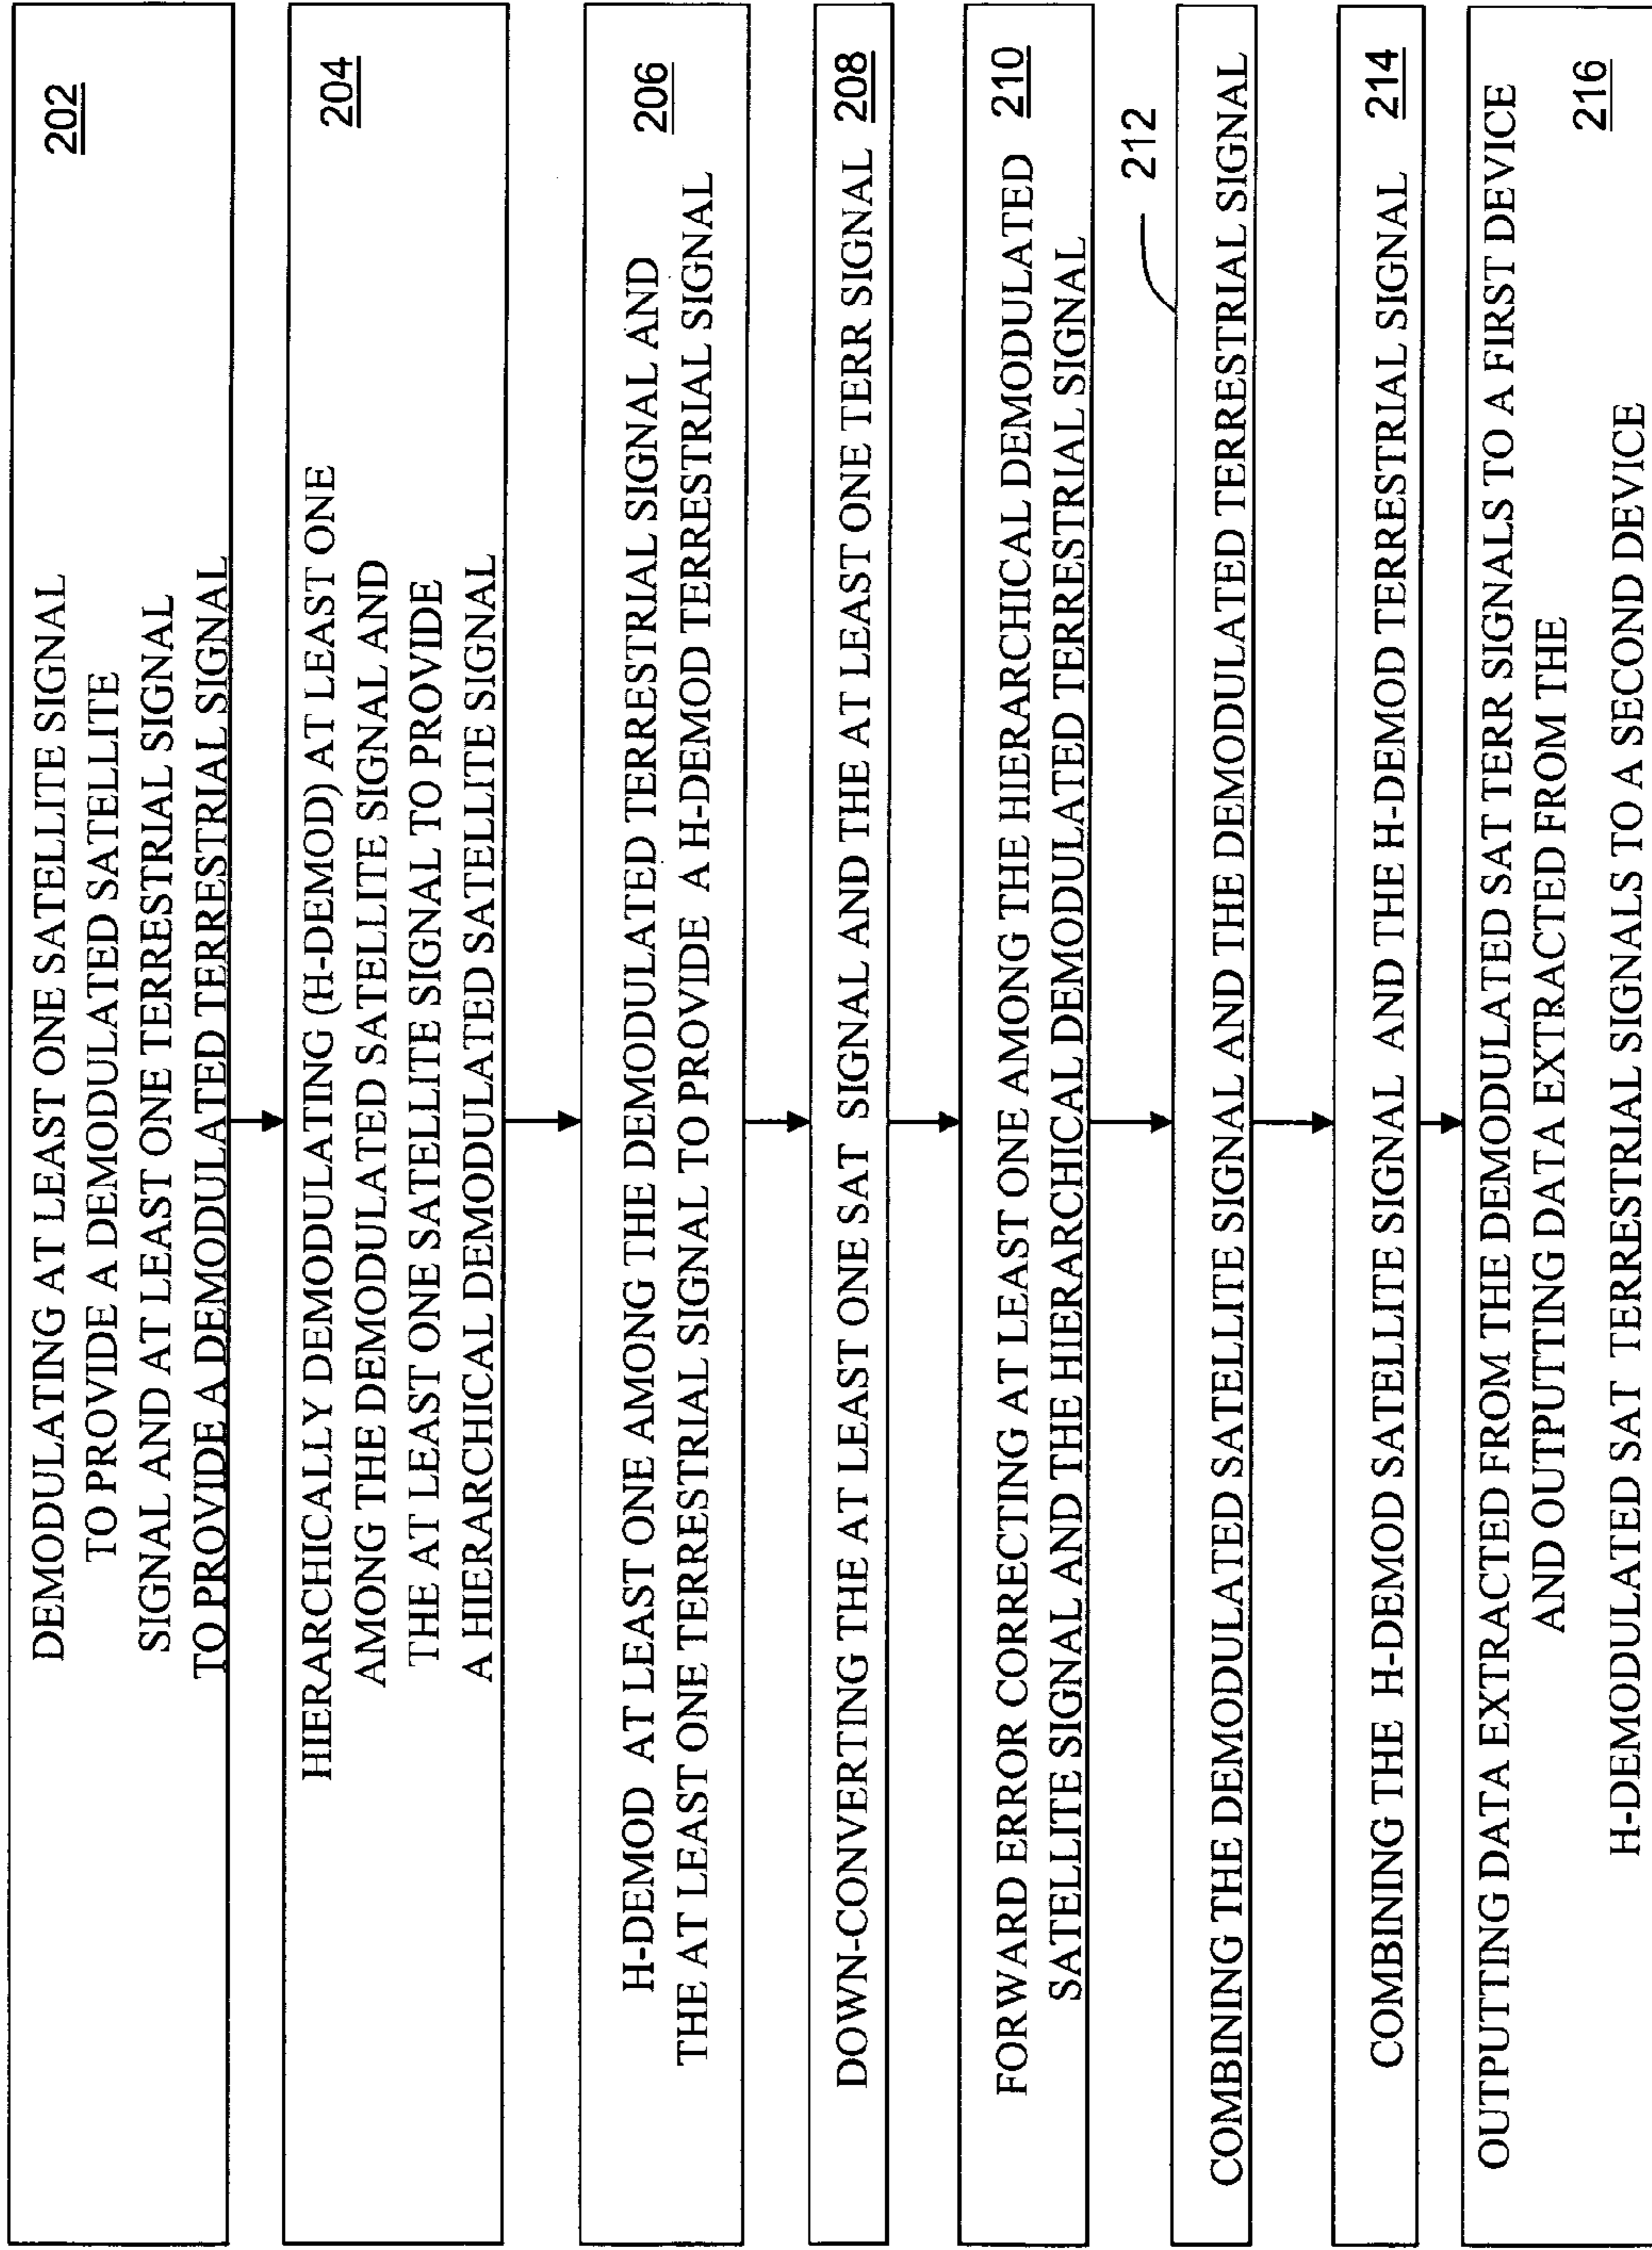 DEMODULATING AT LEAST ONE SATELLITE SIGNAL
TO PROVIDE A DEMODULATED SATELLITE
SIGNAL AND AT LEAST ONE TERRESTRIAL SIGNAL
TO PROVIDE A DEMODULATED TERRESTRIAL SIGNAL
202
HIERARCHICALLY DEMODULATING (H-DEMOD) AT LEAST ONE
AMONG THE DEMODULATED SATELLITE SIGNAL AND
THE AT LEAST ONE SATELLITE SIGNAL TO PROVIDE
A HIERARCHICAL DEMODULATED SATELLITE SIGNAL
204
H-DEMOD AT LEAST ONE AMONG THE DEMODULATED TERRESTRIAL SIGNAL AND
THE AT LEAST ONE TERRESTRIAL SIGNAL TO PROVIDE A H-DEMOD TERRESTRIAL SIGNAL
206
DOWN-CONVERTING THE AT LEAST ONE SAT SIGNAL AND THE AT LEAST ONE TERR SIGNAL 208
FORWARD ERROR CORRECTING AT LEAST ONE AMONG THE HIERARCHICAL DEMODULATED 210
SATELLITE SIGNAL AND THE HIERARCHICAL DEMODULATED TERRESTRIAL SIGNAL
212
COMBINING THE DEMODULATED SATELLITE SIGNAL AND THE DEMODULATED TERRESTRIAL SIGNAL
COMBINING THE H-DEMOD SATELLITE SIGNAL AND THE H-DEMOD TERRESTRIAL SIGNAL 214
OUTPUTTING DATA EXTRACTED FROM THE DEMODULATED SAT TERR SIGNALS TO A FIRST DEVICE
AND OUTPUTTING DATA EXTRACTED FROM THE
216
H-DEMODULATED SAT TERRESTRIAL SIGNALS TO A SECOND DEVICE